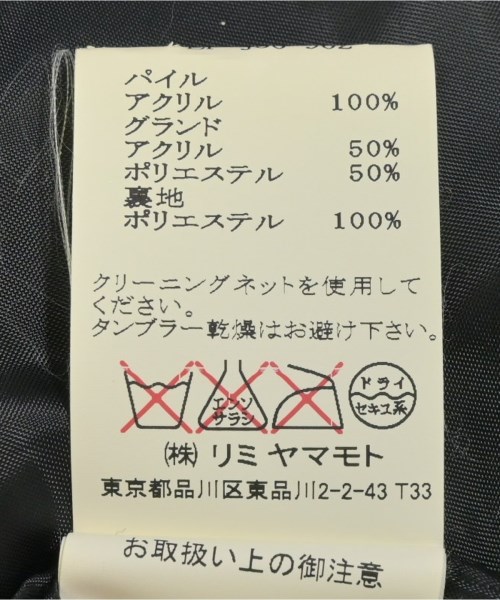 パイル
アクリル 100%
グランド
アクリル 50%
ポリエステル 50%
裏地
ポリエステル 100%
クリーニングネットを使用して
ください。
タンブラー乾燥はお避け下さい。
エンソ
サラシ
ドライ
セキユ系
㈱ リミ ヤマモト
東京都品川区東品川2-2-43 T33
お取扱い上の御注意